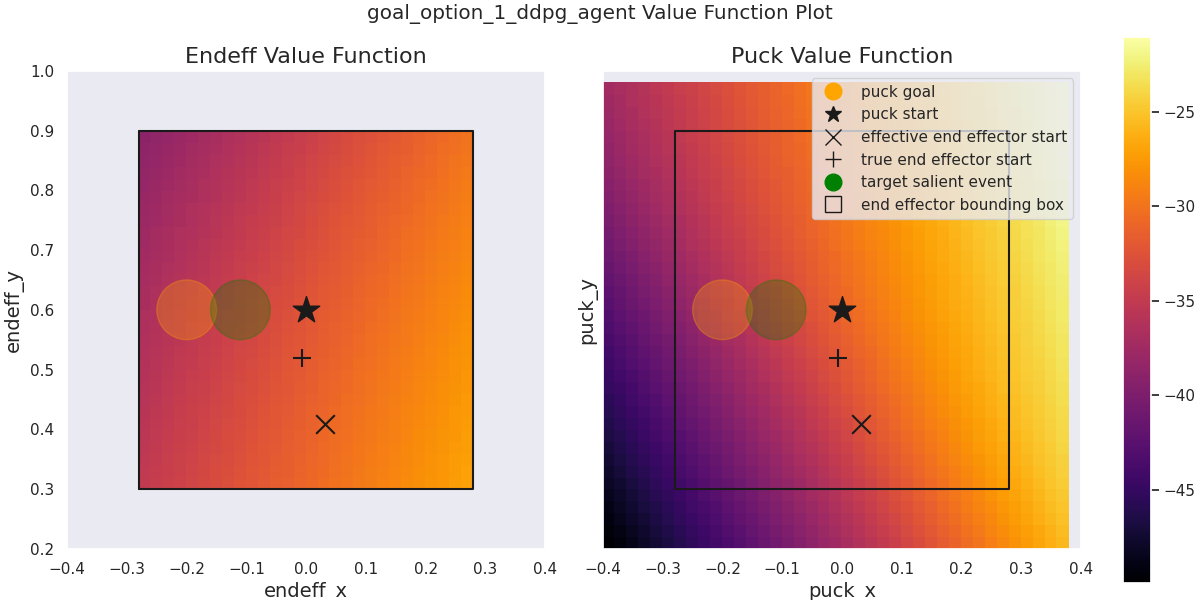 goal_option_1_ddpg_agent Value Function Plot
Endeff Value Function
1.0
0.9
0.8
0.7
0.6
0.5
0.4
0.3
0.2
−0.4 −0.3 −0.2 −0.1 0.0 0.1 0.2 0.3 0.4
endeff_x
endeff_y
Puck Value Function
puck goal
puck start
effective end effector start
true end effector start
target salient event
end effector bounding box
−0.4 −0.3 −0.2 −0.1 0.0 0.1 0.2 0.3 0.4
puck_x
puck_y
−25
−30
−35
−40
−45